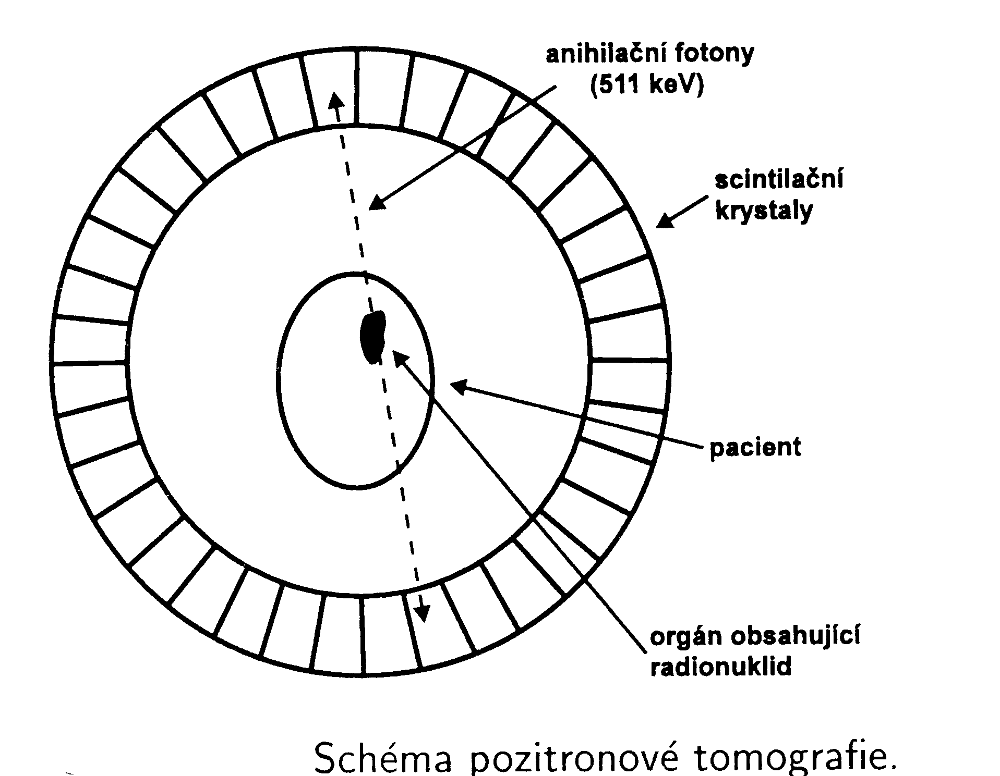 anihilační fotony
(511 keV)
scintilační
krystaly
pacient
orgán obsahující
radionuklid
Schéma pozitronové tomografie.